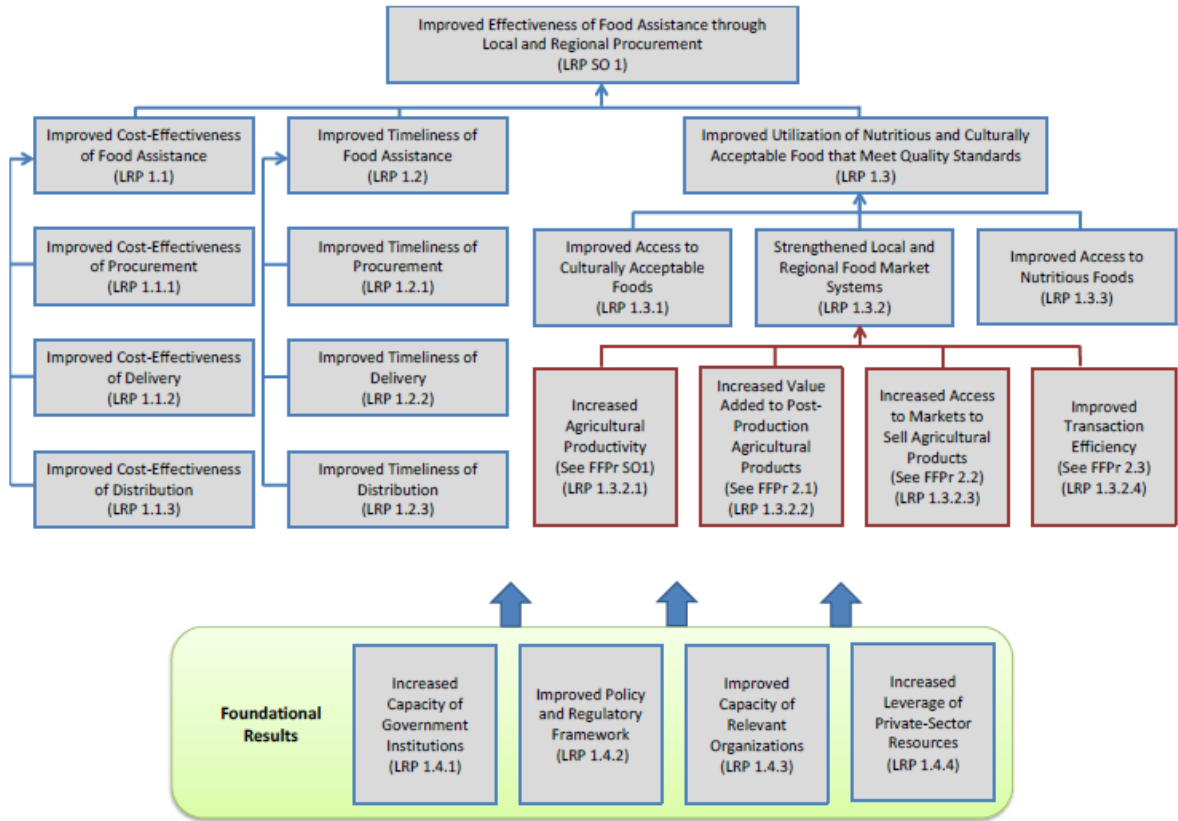 Improved Effectiveness of Food Assistance through
Local and Regional Procurement
(LRP SO 1)
Improved Cost-Effectiveness
of Food Assistance
(LRP 1.1)
Improved Timeliness of
Food Assistance
(LRP 1.2)
Improved Utilization of Nutritious and Culturally
Acceptable Food that Meet Quality Standards
(LRP 1.3)
Improved Cost-Effectiveness
of Procurement
(LRP 1.1.1)
Improved Timeliness of
Procurement
(LRP 1.2.1)
Improved Access to
Culturally Acceptable
Foods
(LRP 1.3.1)
Strengthened Local and
Regional Food Market
Systems
(LRP 1.3.2)
Improved Access to
Nutritious Foods
(LRP 1.3.3)
Improved Cost-Effectiveness
of Delivery
(LRP 1.1.2)
Improved Timeliness of
Delivery
(LRP 1.2.2)
Increased
Agricultural
Productivity
(See FFPr SO1)
(LRP 1.3.2.1)
Increased Value
Added to Post-
Production
Agricultural
Products
(See FFPr 2.1)
(LRP 1.3.2.2)
Increased Access
to Markets to
Sell Agricultural
Products
(See FFPr 2.2)
(LRP 1.3.2.3)
Improved
Transaction
Efficiency
(See FFPr 2.3)
(LRP 1.3.2.4)
Improved Cost-Effectiveness
of Distribution
(LRP 1.1.3)
Improved Timeliness of
Distribution
(LRP 1.2.3)
Foundational
Results
Increased
Capacity of
Government
Institutions
(LRP 1.4.1)
Improved Policy
and Regulatory
Framework
(LRP 1.4.2)
Improved
Capacity of
Relevant
Organizations
(LRP 1.4.3)
Increased
Leverage of
Private-Sector
Resources
(LRP 1.4.4)